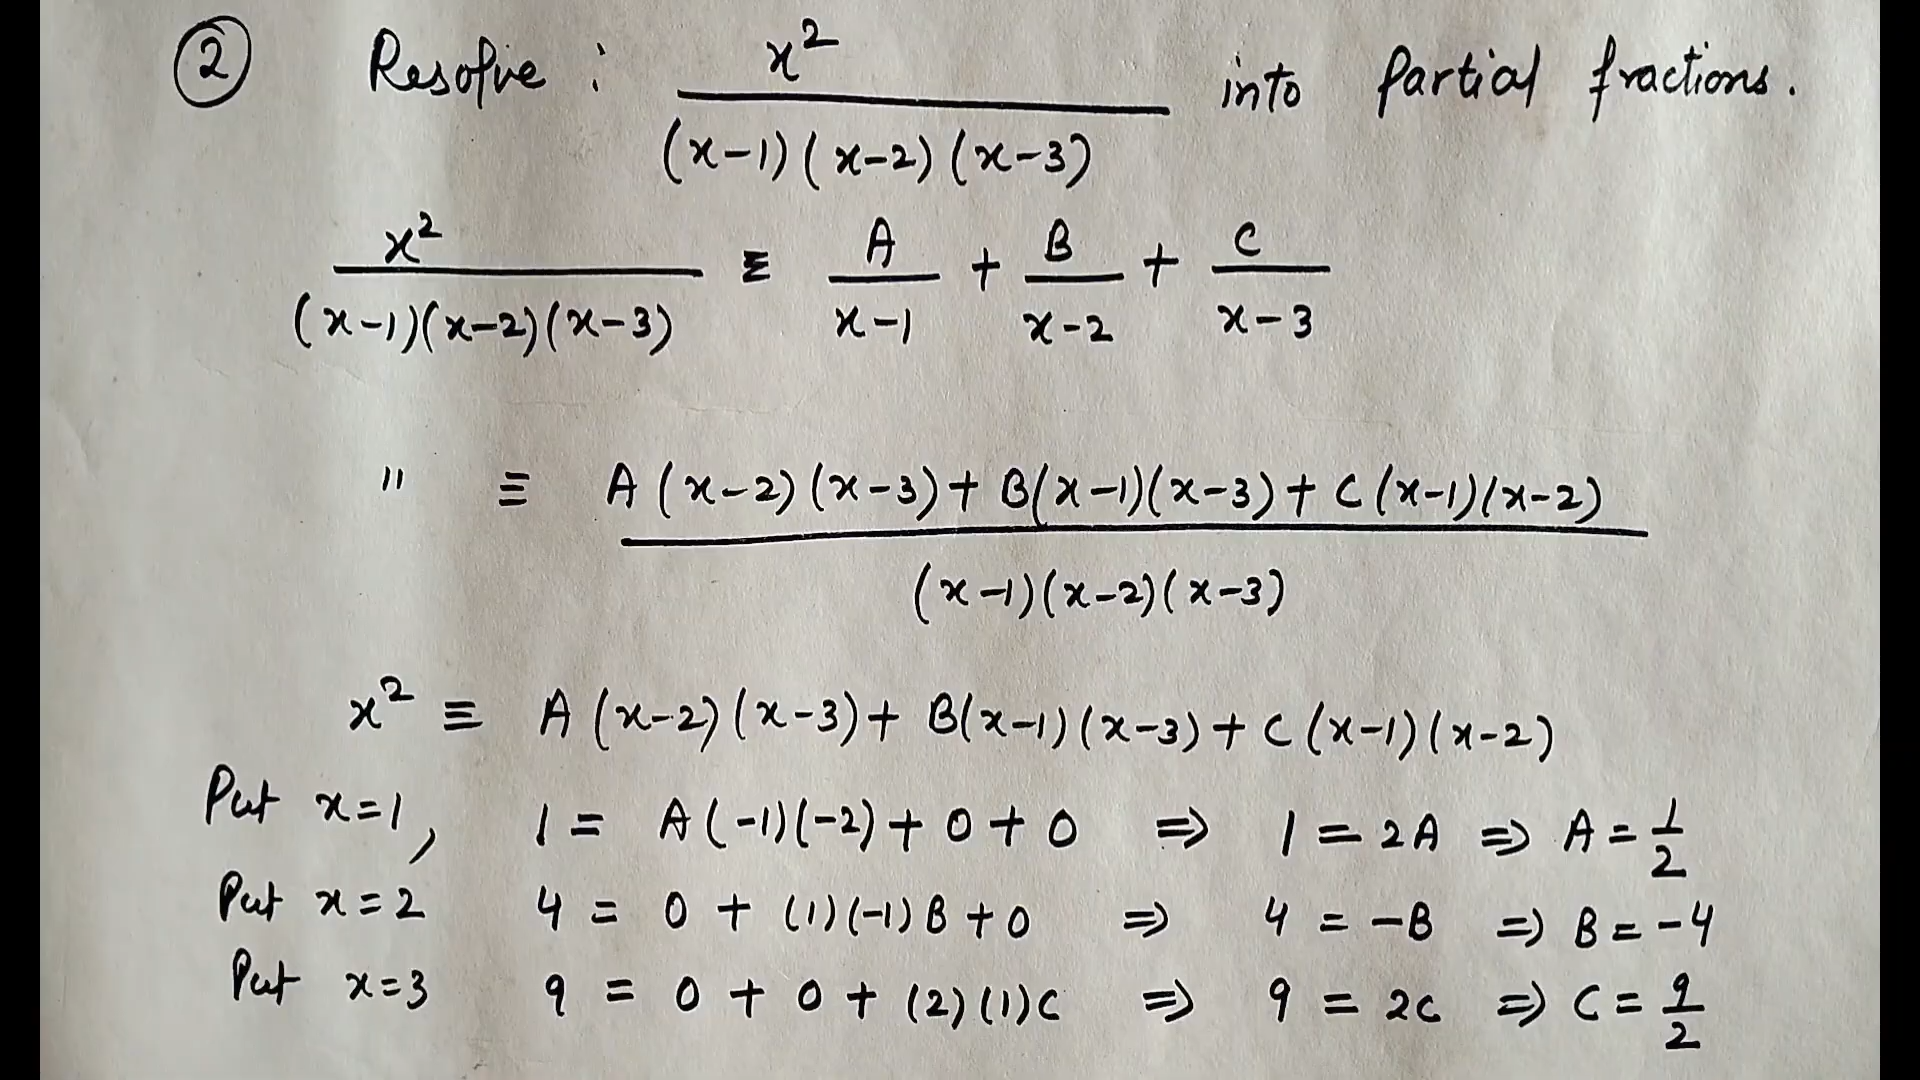 ② Resolve : x² / (x-1)(x-2)(x-3) into partial fractions.
x² / (x-1)(x-2)(x-3) ≡ A / x-1 + B / x-2 + C / x-3
" ≡ A(x-2)(x-3) + B(x-1)(x-3) + C(x-1)(x-2) / (x-1)(x-2)(x-3)
x² ≡ A(x-2)(x-3) + B(x-1)(x-3) + C(x-1)(x-2)
Put x=1, 1 = A(-1)(-2) + 0 + 0 ⇒ 1 = 2A ⇒ A = 1/2
Put x=2 4 = 0 + (1)(-1)B + 0 ⇒ 4 = -B ⇒ B = -4
Put x=3 9 = 0 + 0 + (2)(1)C ⇒ 9 = 2C ⇒ C = 9/2